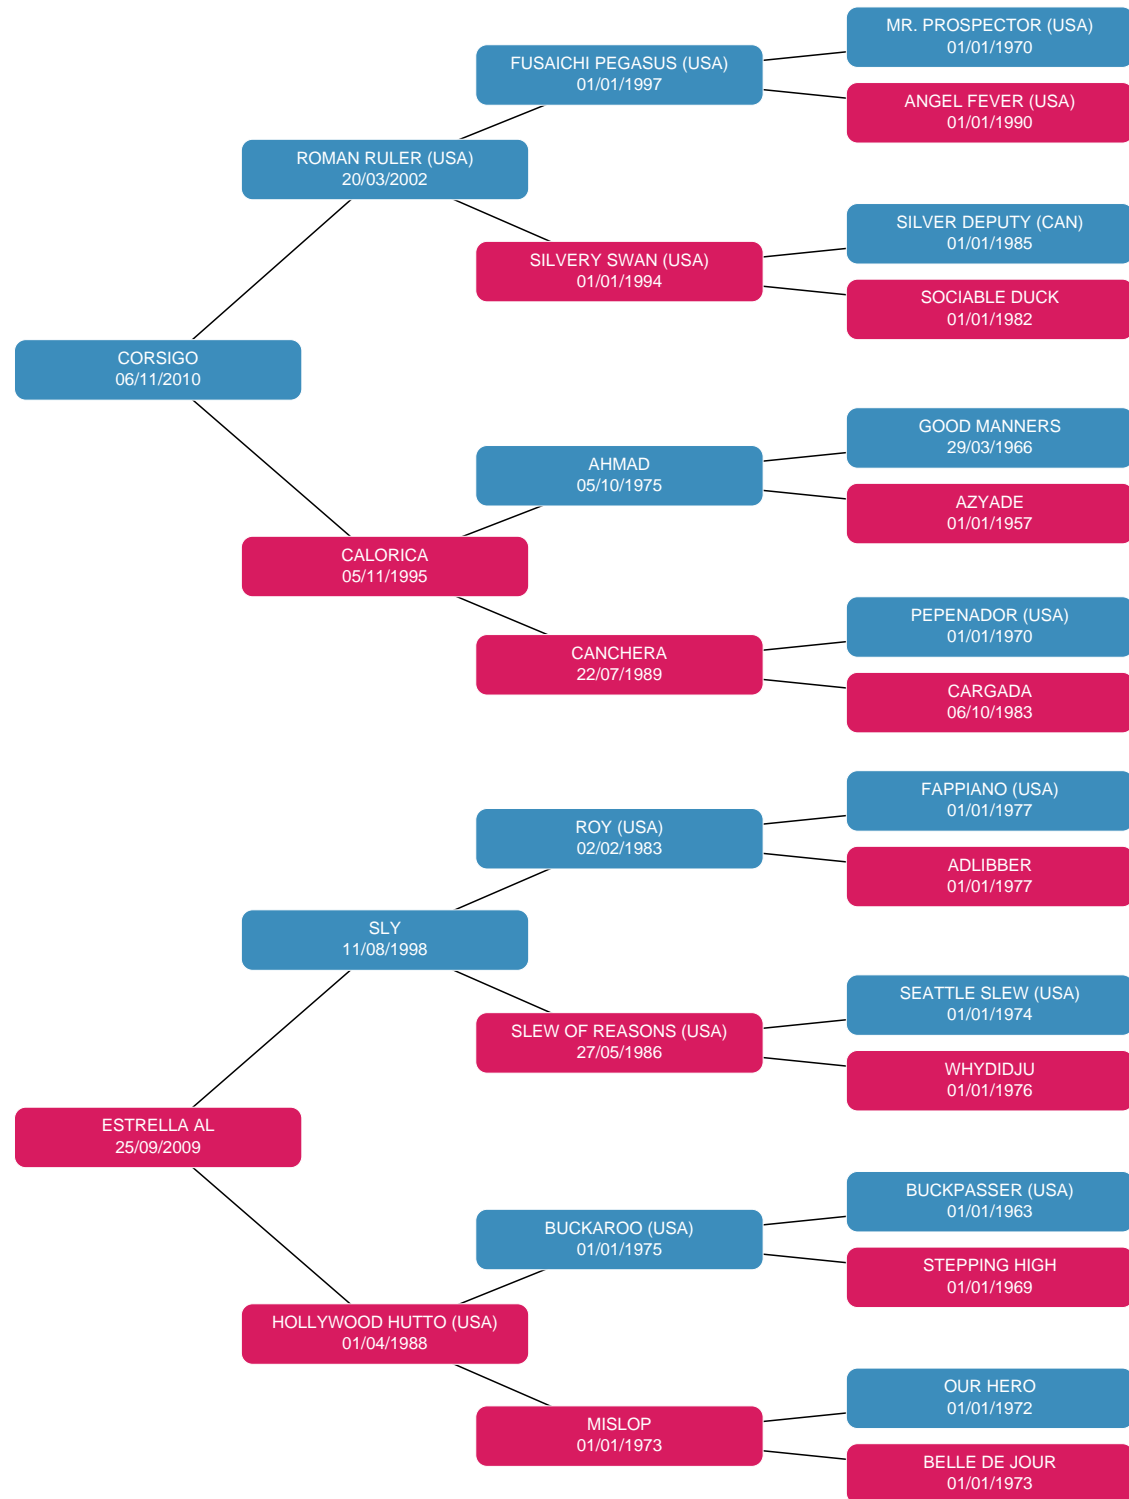 MR. PROSPECTOR (USA)
01/01/1970
FUSAICHI PEGASUS (USA)
01/01/1997
ANGEL FEVER (USA)
01/01/1990
ROMAN RULER (USA)
20/03/2002
SILVER DEPUTY (CAN)
01/01/1985
SILVERY SWAN (USA)
01/01/1994
SOCIABLE DUCK
01/01/1982
CORSIGO
06/11/2010
GOOD MANNERS
29/03/1966
AHMAD
05/10/1975
AZYADE
01/01/1957
CALORICA
05/11/1995
PEPENADOR (USA)
01/01/1970
CANCHERA
22/07/1989
CARGADA
06/10/1983
FAPPIANO (USA)
01/01/1977
ROY (USA)
02/02/1983
ADLIBBER
01/01/1977
SLY
11/08/1998
SEATTLE SLEW (USA)
01/01/1974
SLEW OF REASONS (USA)
27/05/1986
WHYDIDJU
01/01/1976
ESTRELLA AL
25/09/2009
BUCKPASSER (USA)
01/01/1963
BUCKAROO (USA)
01/01/1975
STEPPING HIGH
01/01/1969
HOLLYWOOD HUTTO (USA)
01/04/1988
OUR HERO
01/01/1972
MISLOP
01/01/1973
BELLE DE JOUR
01/01/1973